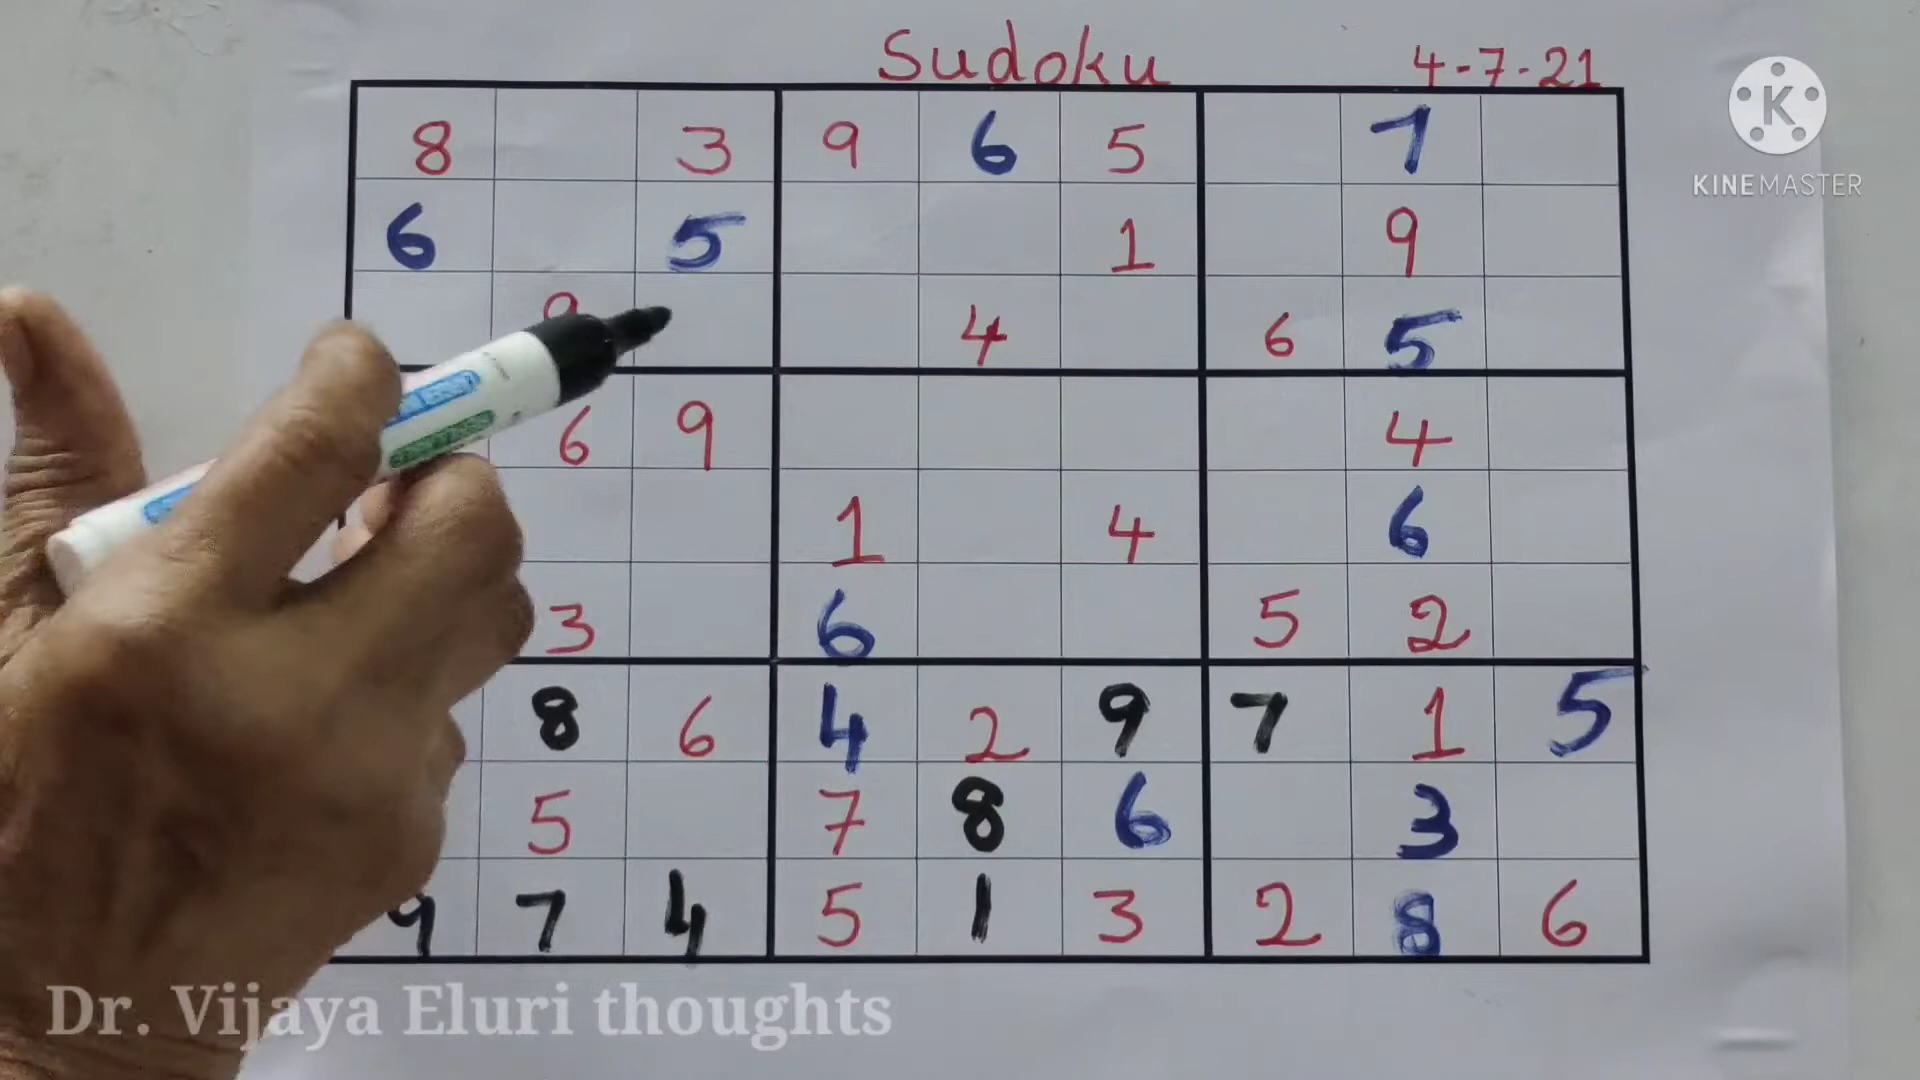 Sudoku 4-7-21
K
KINEMASTER
8 3 9 6 5 7
6 5 1 9
9 4 6 5
6 9 4
1 4 6
3 6 5 2
8 6 4 2 9 7 1 5
5 7 8 6 3
9 7 4 5 1 3 2 8 6
Dr. Vijaya Eluri thoughts